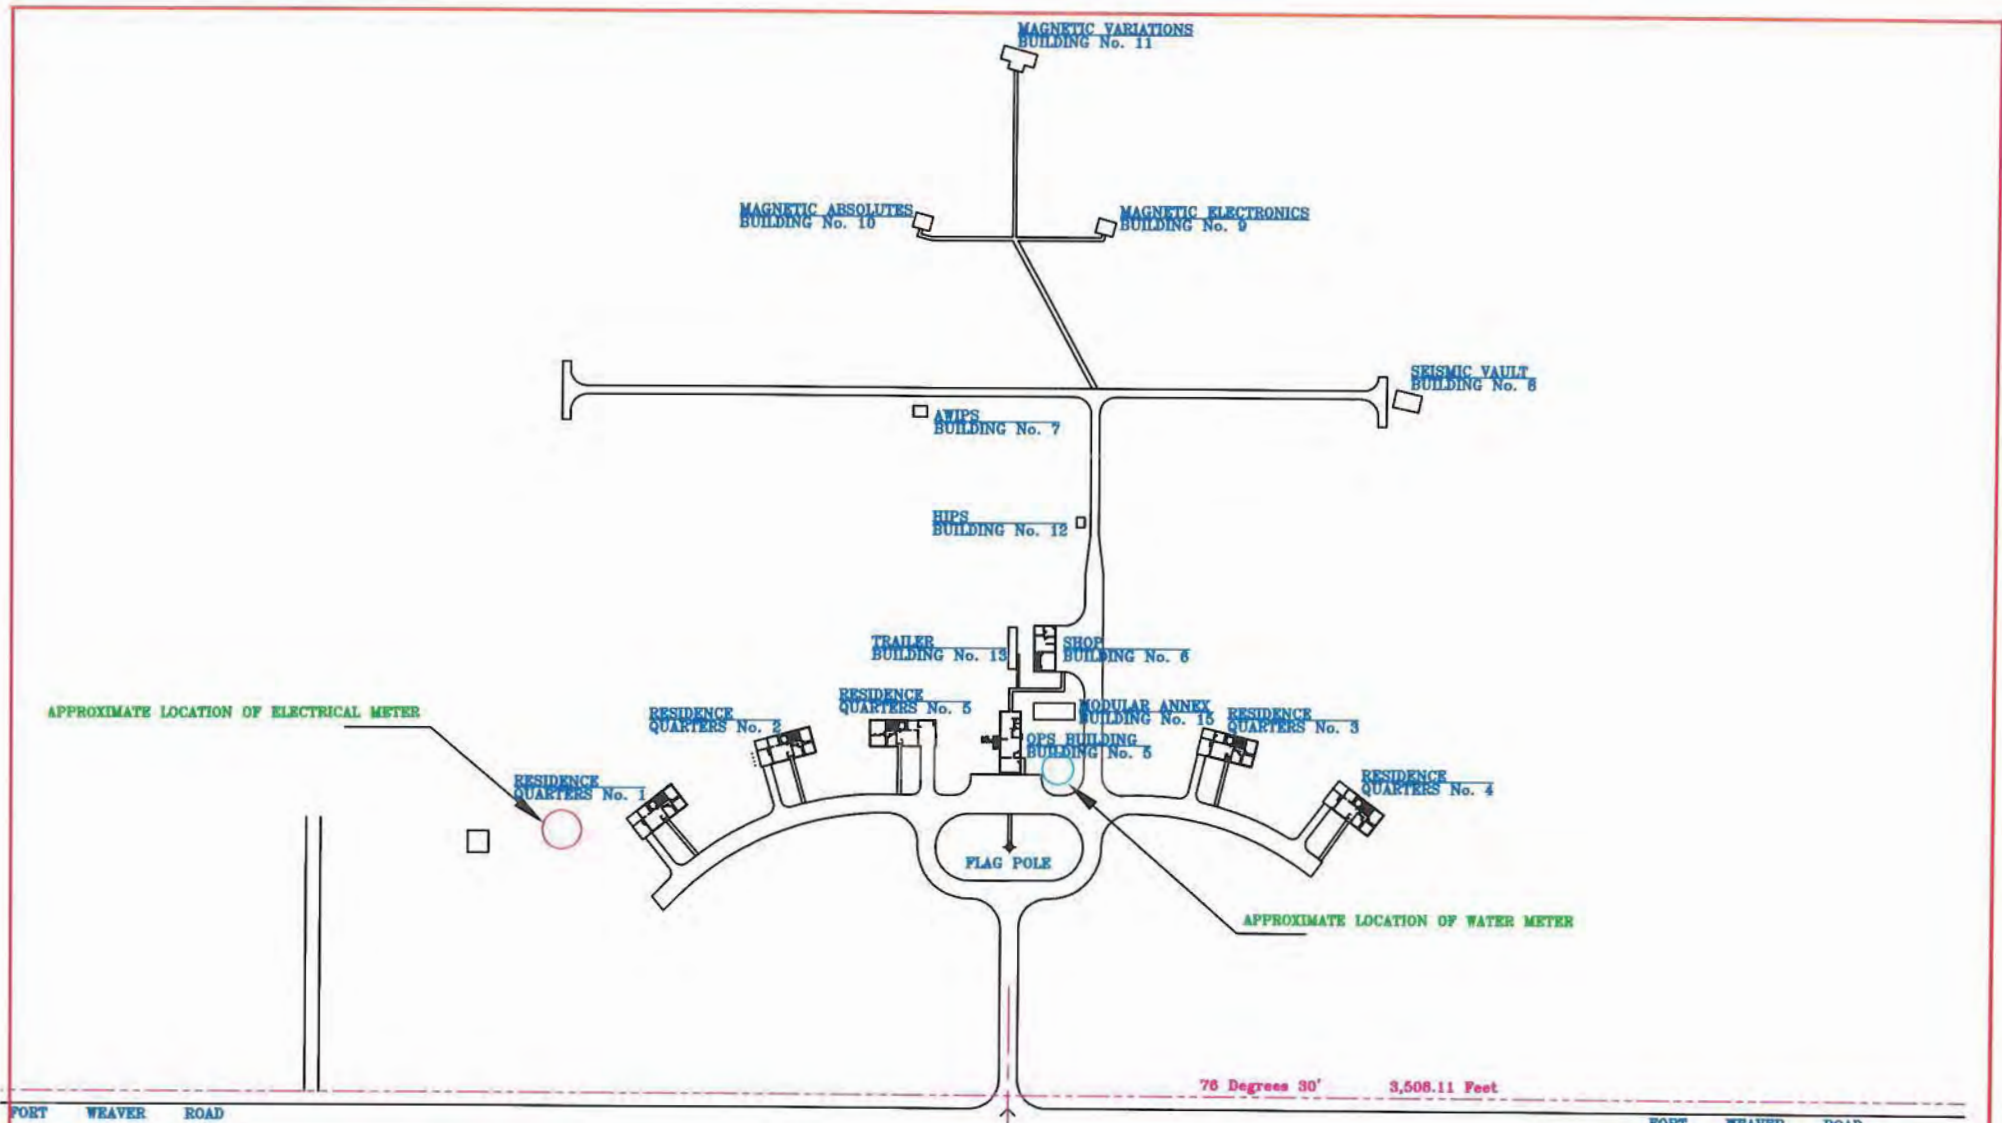 MAGNETIC VARIATIONS
BUILDING No. 11
MAGNETIC ABSOLUTES
BUILDING No. 10
MAGNETIC ELECTRONICS
BUILDING No. 9
SEISMIC VAULT
BUILDING No. 8
AWIPS
BUILDING No. 7
HIPS
BUILDING No. 12
TRAILER
BUILDING No. 13
SHOP
BUILDING No. 6
RESIDENCE
QUARTERS No. 5
MODULAR ANNEX
BUILDING No. 15
RESIDENCE
QUARTERS No. 3
APPROXIMATE LOCATION OF ELECTRICAL METER
RESIDENCE
QUARTERS No. 2
OPS BUILDING
BUILDING No. 5
RESIDENCE
QUARTERS No. 1
RESIDENCE
QUARTERS No. 4
FLAG POLE
APPROXIMATE LOCATION OF WATER METER
76 Degrees 30' 3,508.11 Feet
FORT WEAVER ROAD
FORT WEAVER ROAD